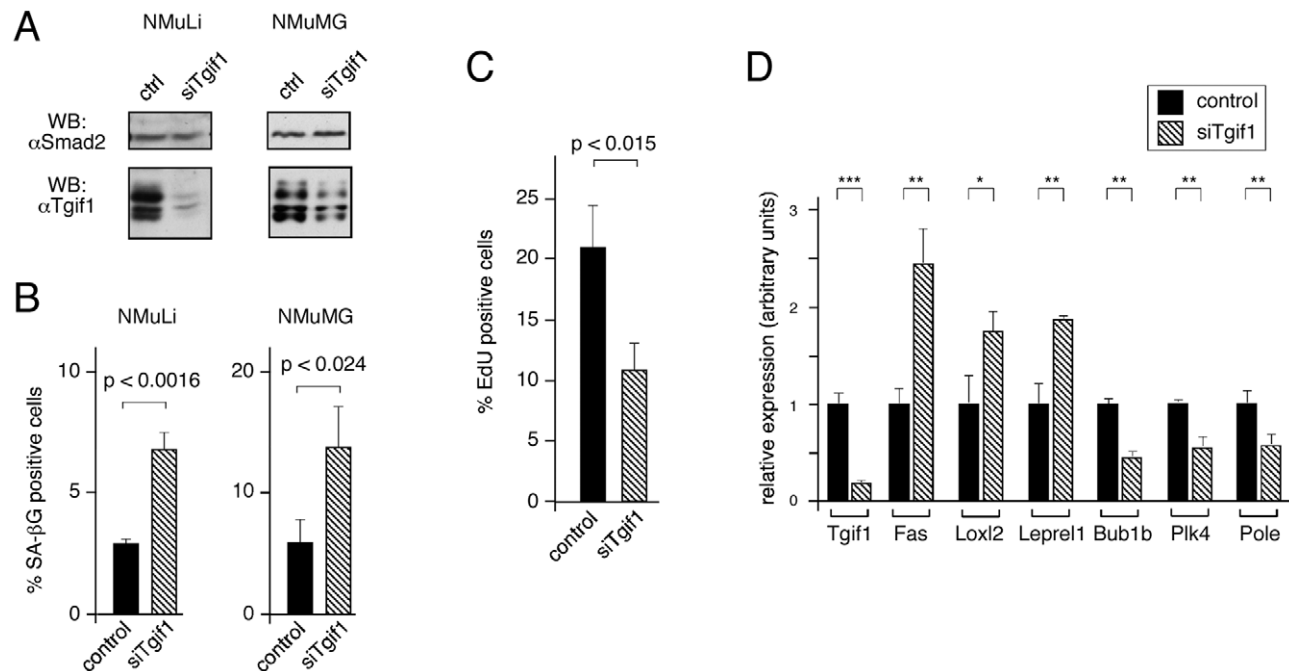 A
NMuLi NMuMG
ctrl siTgif1 ctrl siTgif1
WB:
αSmad2
WB:
αTgif1
B
NMuLi
NMuMG
% SA-βG positive cells
10
5
0
p < 0.0016
control siTgif1
20
10
0
p < 0.024
control siTgif1
C
% EdU positive cells
p < 0.015
25
20
15
10
5
0
control siTgif1
D
control
siTgif1
relative expression (arbitrary units)
3
2
1
0
*** ** * ** ** ** **
Tgif1 Fas Loxl2 Leprel1 Bub1b Plk4 Pole